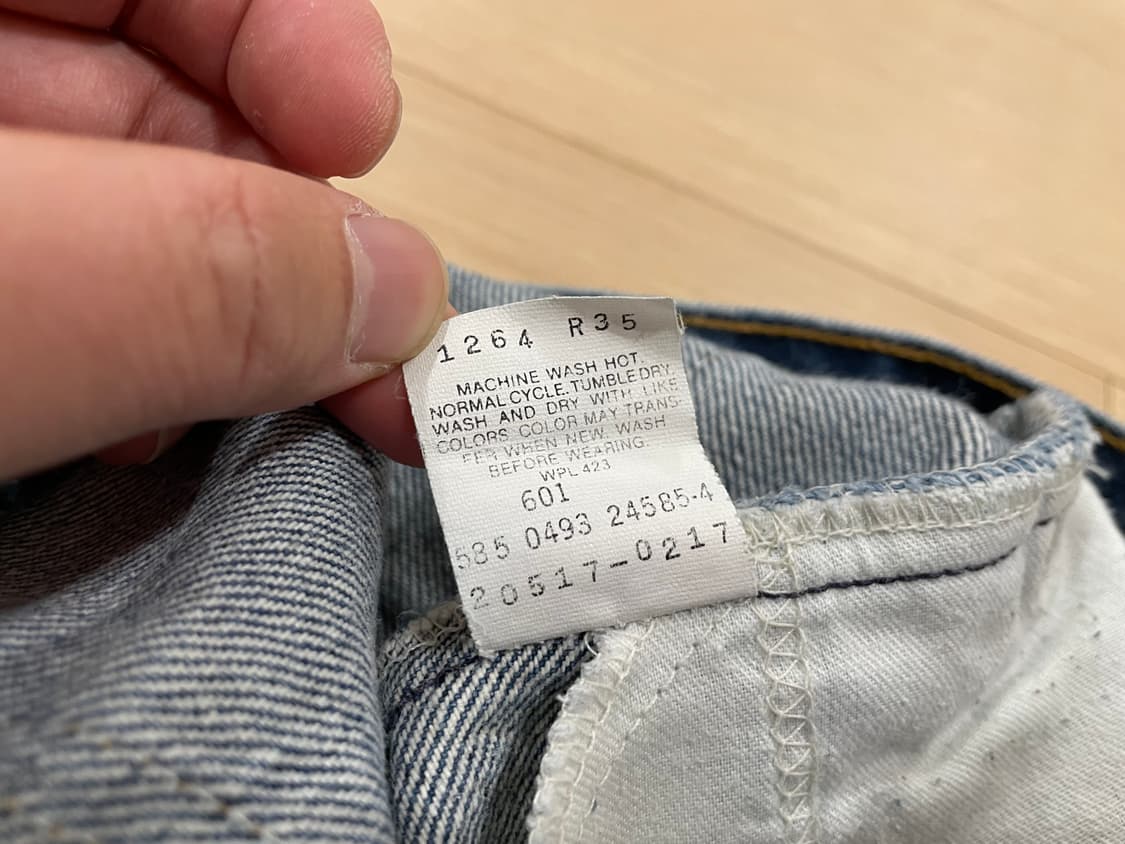 1264 R35
MACHINE WASH HOT.
NORMAL CYCLE. TUMBLE DRY
WASH AND DRY WITH LIKE
COLORS. COLOR MAY TRANS-
FER WHEN NEW. WASH
BEFORE WEARING.
WPL 423
601
585 0493 24585-4
20517-0217